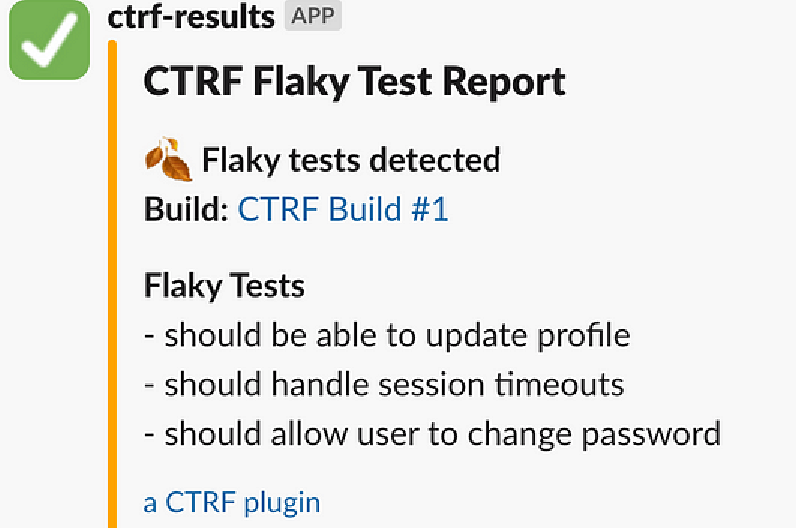 ctrf-results APP
CTRF Flaky Test Report
Flaky tests detected
Build: CTRF Build #1
Flaky Tests
- should be able to update profile
- should handle session timeouts
- should allow user to change password
a CTRF plugin